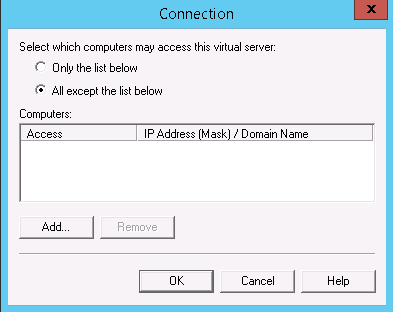 Connection
x
Select which computers may access this virtual server:
Only the list below
All except the list below
Computers:
Access IP Address (Mask) / Domain Name
Add... Remove
OK Cancel Help